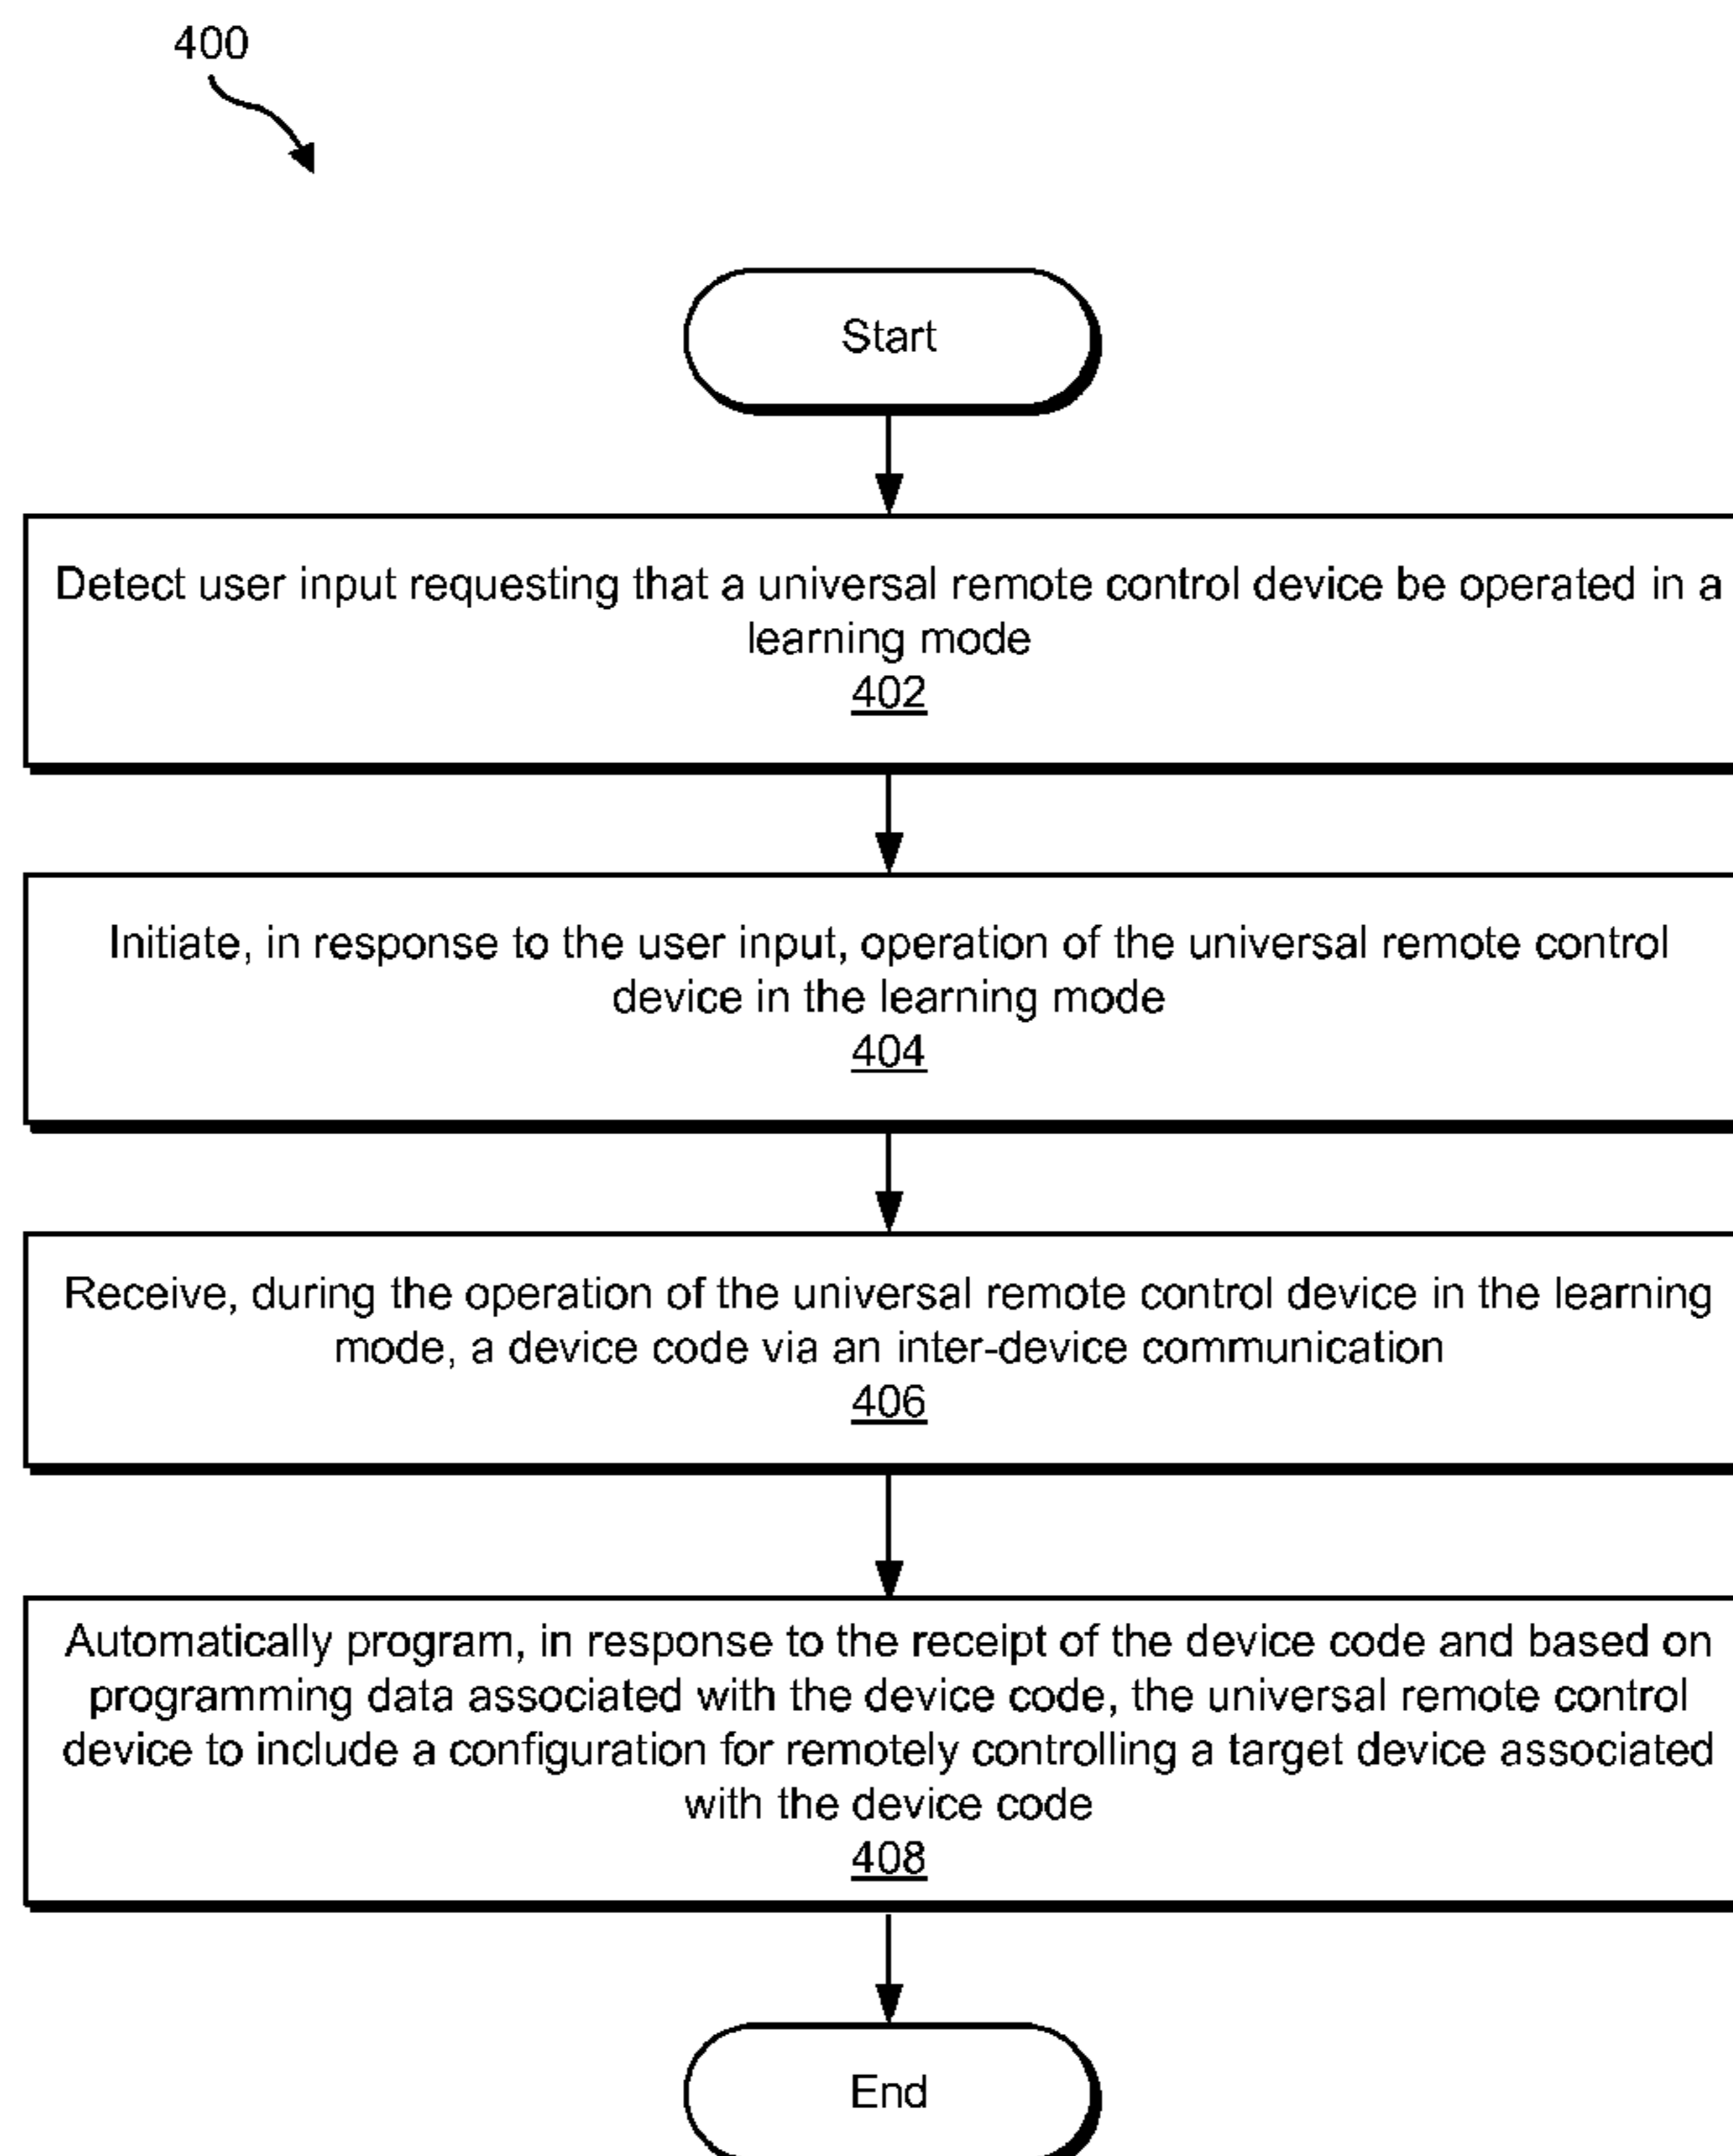 400
Start
Detect user input requesting that a universal remote control device be operated in a
learning mode
402
Initiate, in response to the user input, operation of the universal remote control
device in the learning mode
404
Receive, during the operation of the universal remote control device in the learning
mode, a device code via an inter-device communication
406
Automatically program, in response to the receipt of the device code and based on
programming data associated with the device code, the universal remote control
device to include a configuration for remotely controlling a target device associated
with the device code
408
End